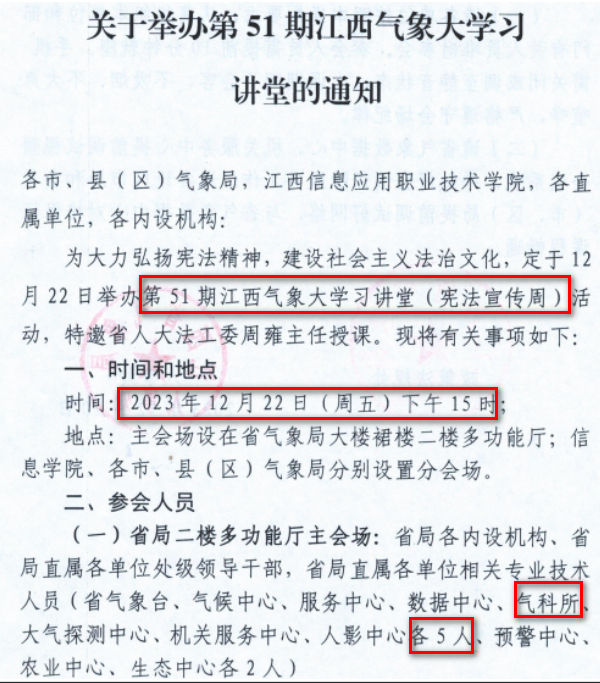 关于举办第 51 期江西气象大学习
讲堂的通知
各市、县（区）气象局，江西信息应用职业技术学院，各直
属单位，各内设机构：
为大力弘扬宪法精神，建设社会主义法治文化，定于 12
月 22 日举办第 51 期江西气象大学习讲堂（宪法宣传周）活
动，特邀省人大法工委周雍主任授课。现将有关事项如下：
一、时间和地点
时间：2023 年 12 月 22 日（周五）下午 15 时；
地点：主会场设在省气象局大楼裙楼二楼多功能厅；信
息学院、各市、县（区）气象局分别设置分会场。
二、参会人员
（一）省局二楼多功能厅主会场：省局各内设机构、省
局直属各单位处级领导干部，省局直属各单位相关专业技术
人员（省气象台、气候中心、服务中心、数据中心、气科所、
大气探测中心、机关服务中心、人影中心各 5 人、预警中心、
农业中心、生态中心各 2 人）